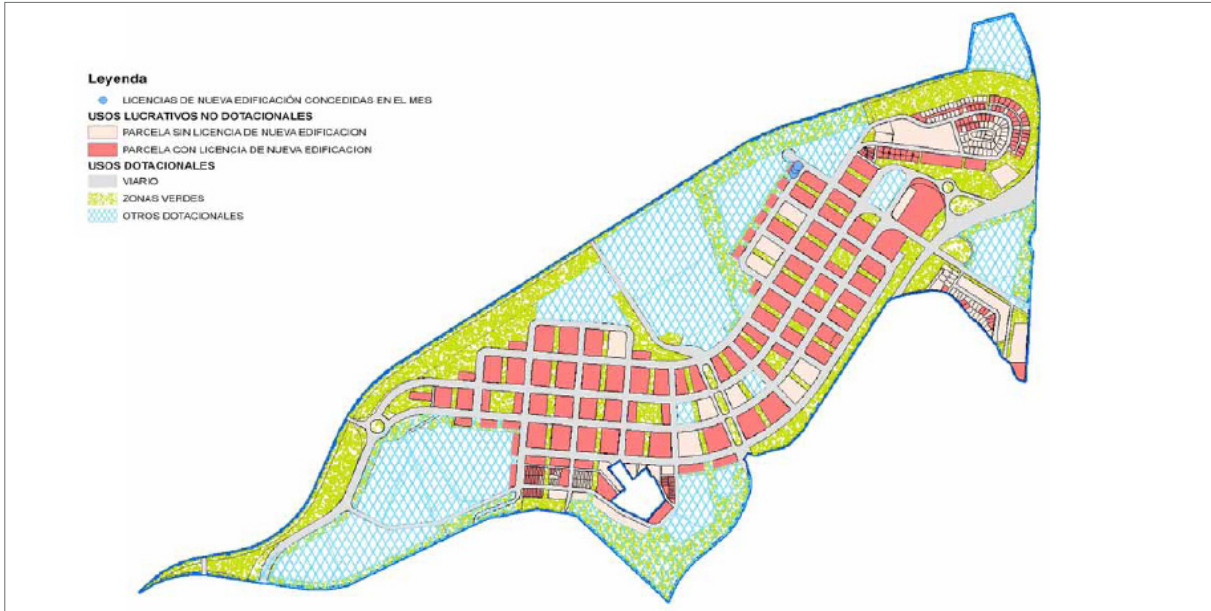 Leyenda
LICENCIAS DE NUEVA EDIFICACIÓN CONCEDIDAS EN EL MES
USOS LUCRATIVOS NO DOTACIONALES
PARCELA SIN LICENCIA DE NUEVA EDIFICACION
PARCELA CON LICENCIA DE NUEVA EDIFICACION
USOS DOTACIONALES
VIARIO
ZONAS VERDES
OTROS DOTACIONALES